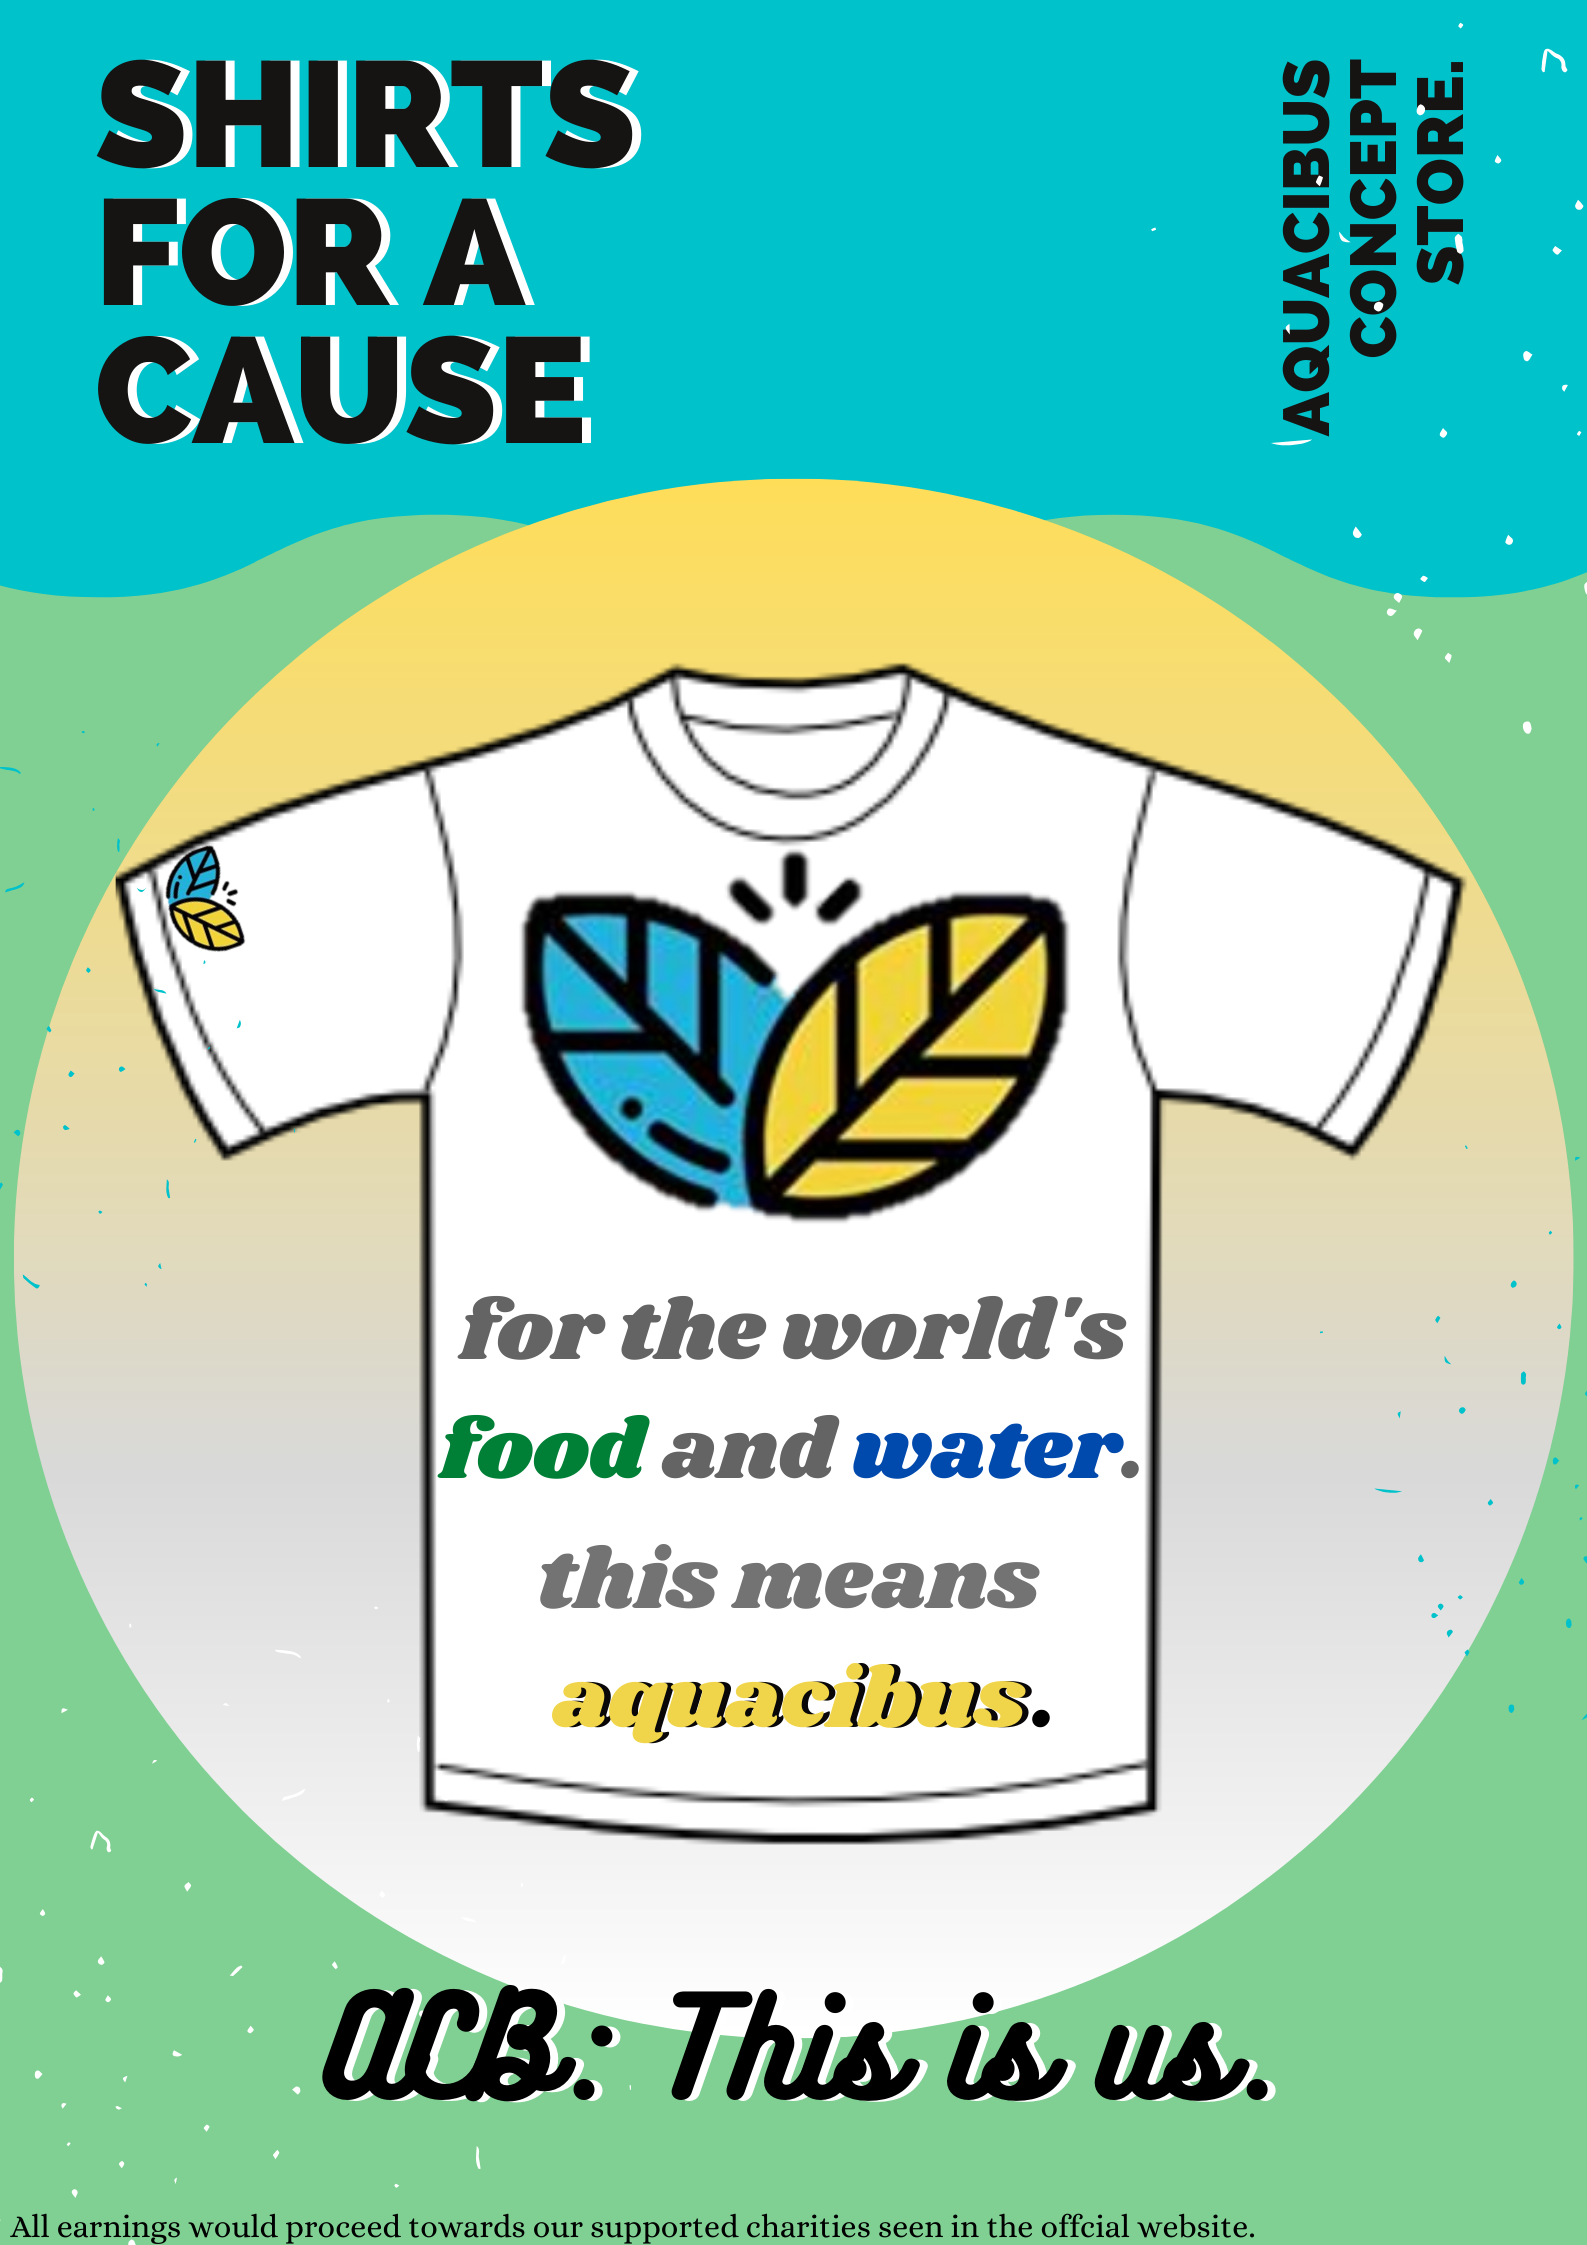 SHIRTS
FOR A
CAUSE
AQUACIBUS
CONCEPT
STORE.
for the world's
food and water.
this means
aquacibus.
ACB: This is us.
All earnings would proceed towards our supported charities seen in the offcial website.